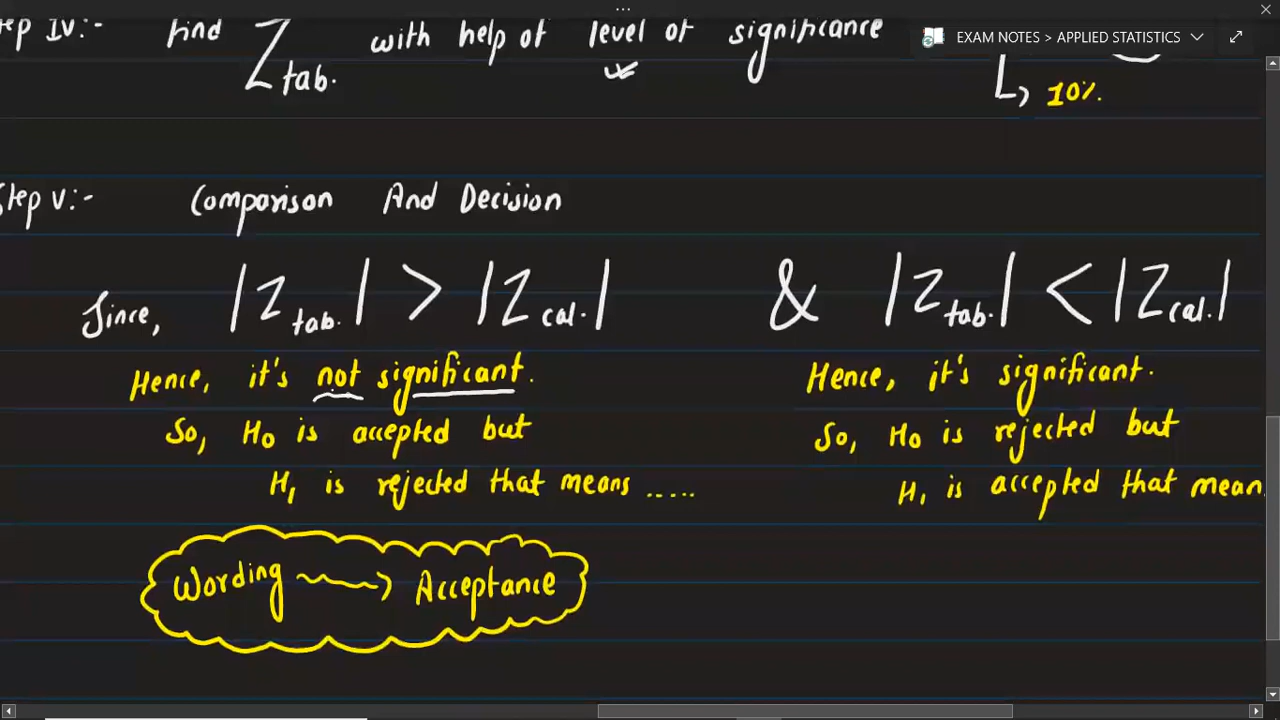 EXAM NOTES > APPLIED STATISTICS
tep IV:- Find Z tab. with help of level of significance
10%.
Step V:- Comparison And Decision
Since, |Z tab.| > |Z cal.| & |Z tab.| < |Z cal.|
Hence, it's not significant. Hence, it's significant.
So, H0 is accepted but So, H0 is rejected but
H1 is rejected that means ..... H1 is accepted that mean
Wording → Acceptance